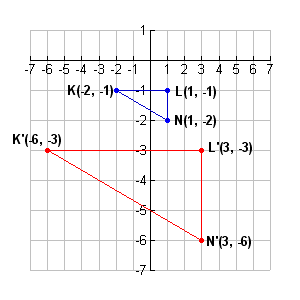 1
-7 -6 -5 -4 -3 -2 -1 1 2 3 4 5 6 7
K(-2, -1) -1 L(1, -1)
-2 N(1, -2)
K'(-6, -3)
-3 L'(3, -3)
-4
-5
-6 N'(3, -6)
-7